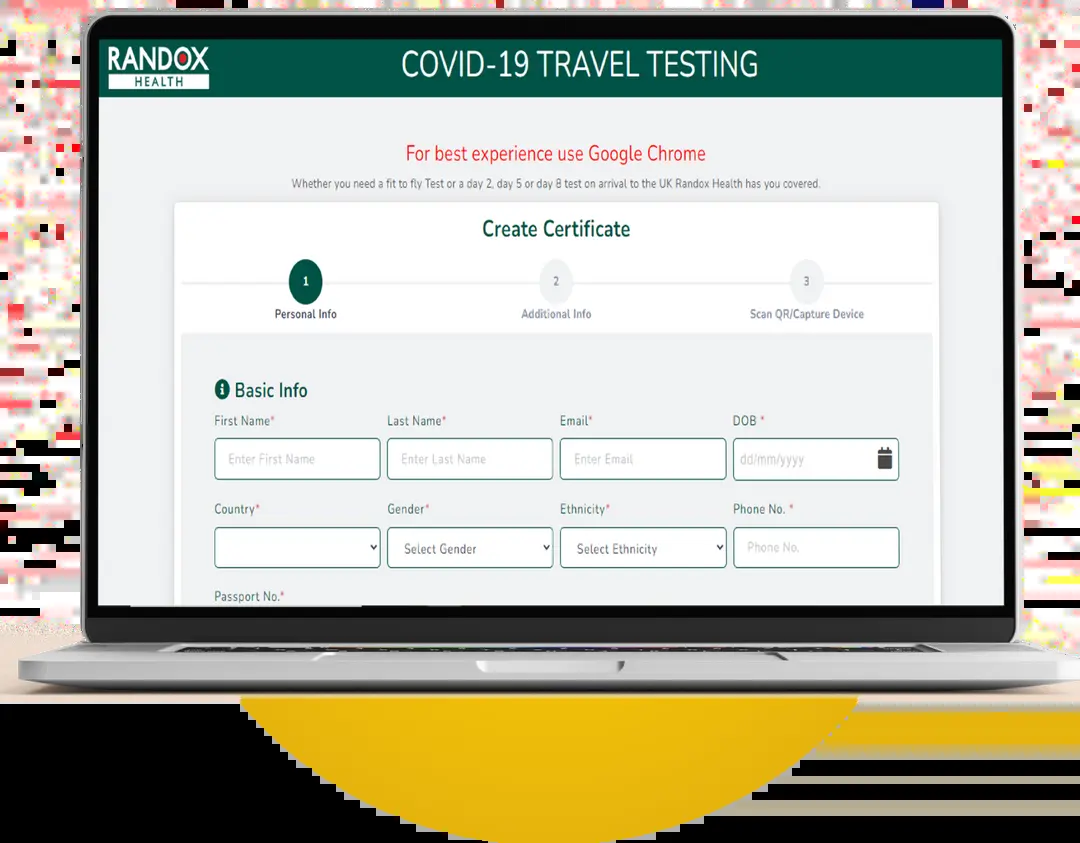 RANDOX
HEALTH
COVID-19 TRAVEL TESTING
For best experience use Google Chrome
Whether you need a fit to fly Test or a day 2, day 5 or day 8 test on arrival to the UK Randox Health has you covered.
Create Certificate
1 2 3
Personal Info Additional Info Scan QR/Capture Device
Basic Info
First Name* Last Name* Email* DOB *
Enter First Name Enter Last Name Enter Email dd/mm/yyyy
Country* Gender* Ethnicity* Phone No. *
Select Gender Select Ethnicity Phone No.
Passport No.*